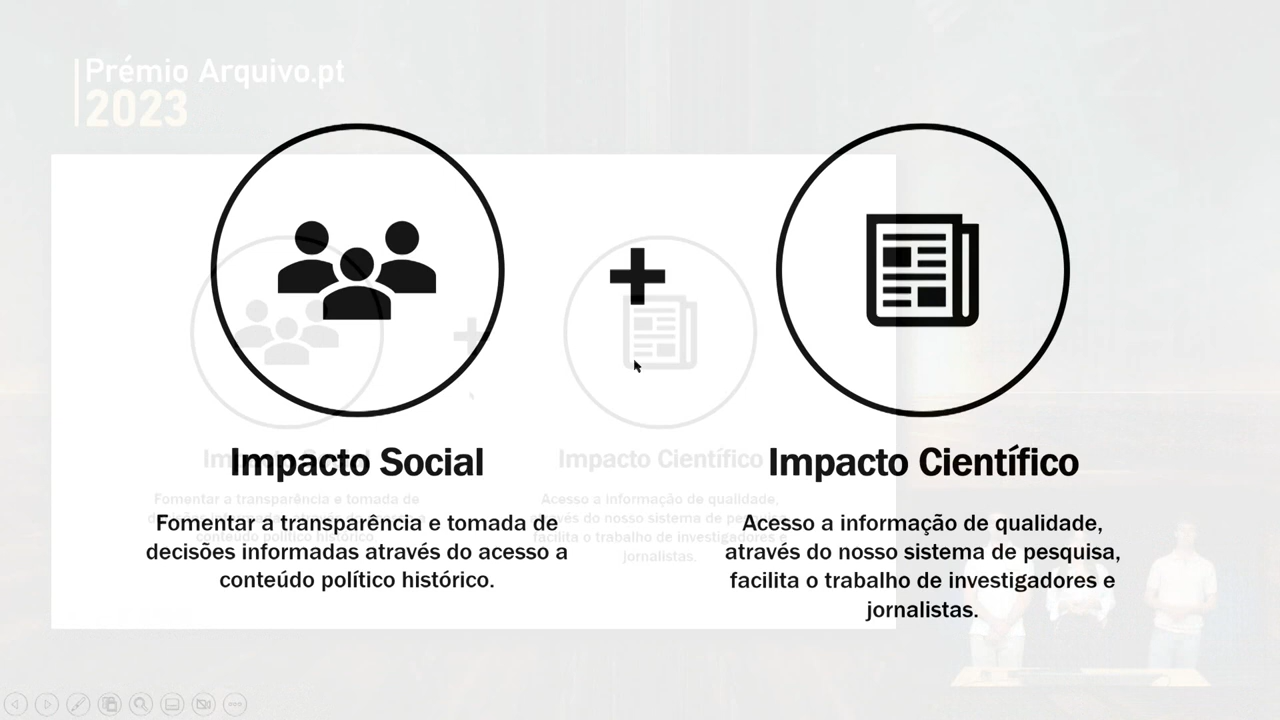 Prémio Arquivo.pt
2023
Impacto Social
Fomentar a transparência e tomada de
decisões informadas através do acesso a
conteúdo político histórico.
Impacto Científico
Acesso a informação de qualidade,
através do nosso sistema de pesquisa,
facilita o trabalho de investigadores e
jornalistas.